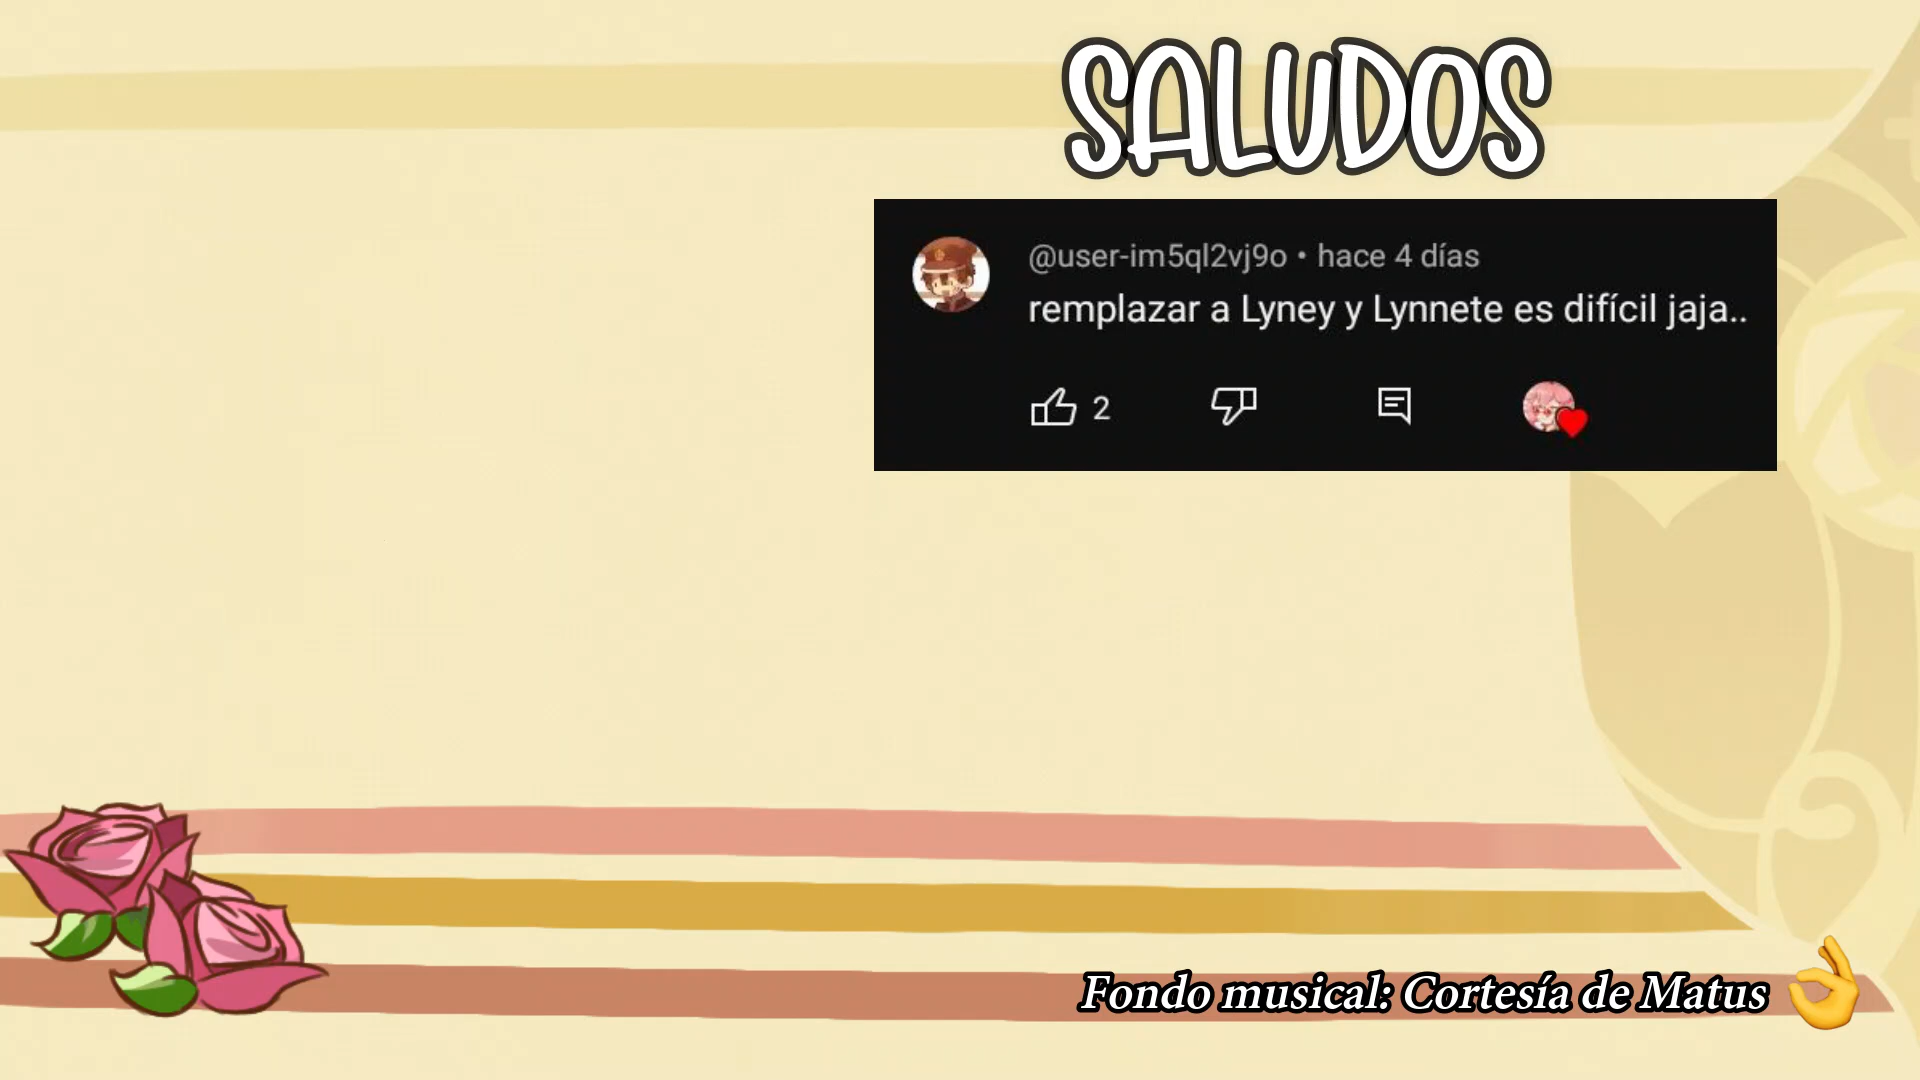 SALUDOS
@user-im5ql2vj9o • hace 4 días
remplazar a Lyney y Lynnete es difícil jaja..
2
Fondo musical: Cortesía de Matus 👌